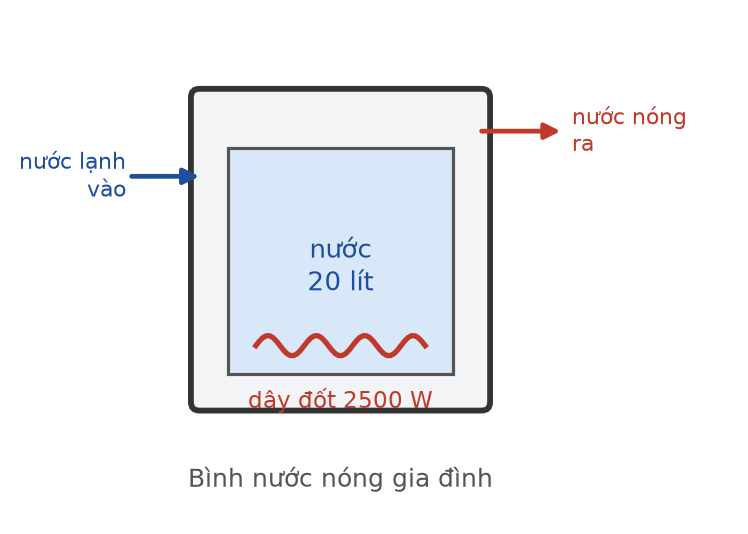 nước nóng
ra
nước lạnh
vào
nước
20 lít
dây đốt 2500 W
Bình nước nóng gia đình